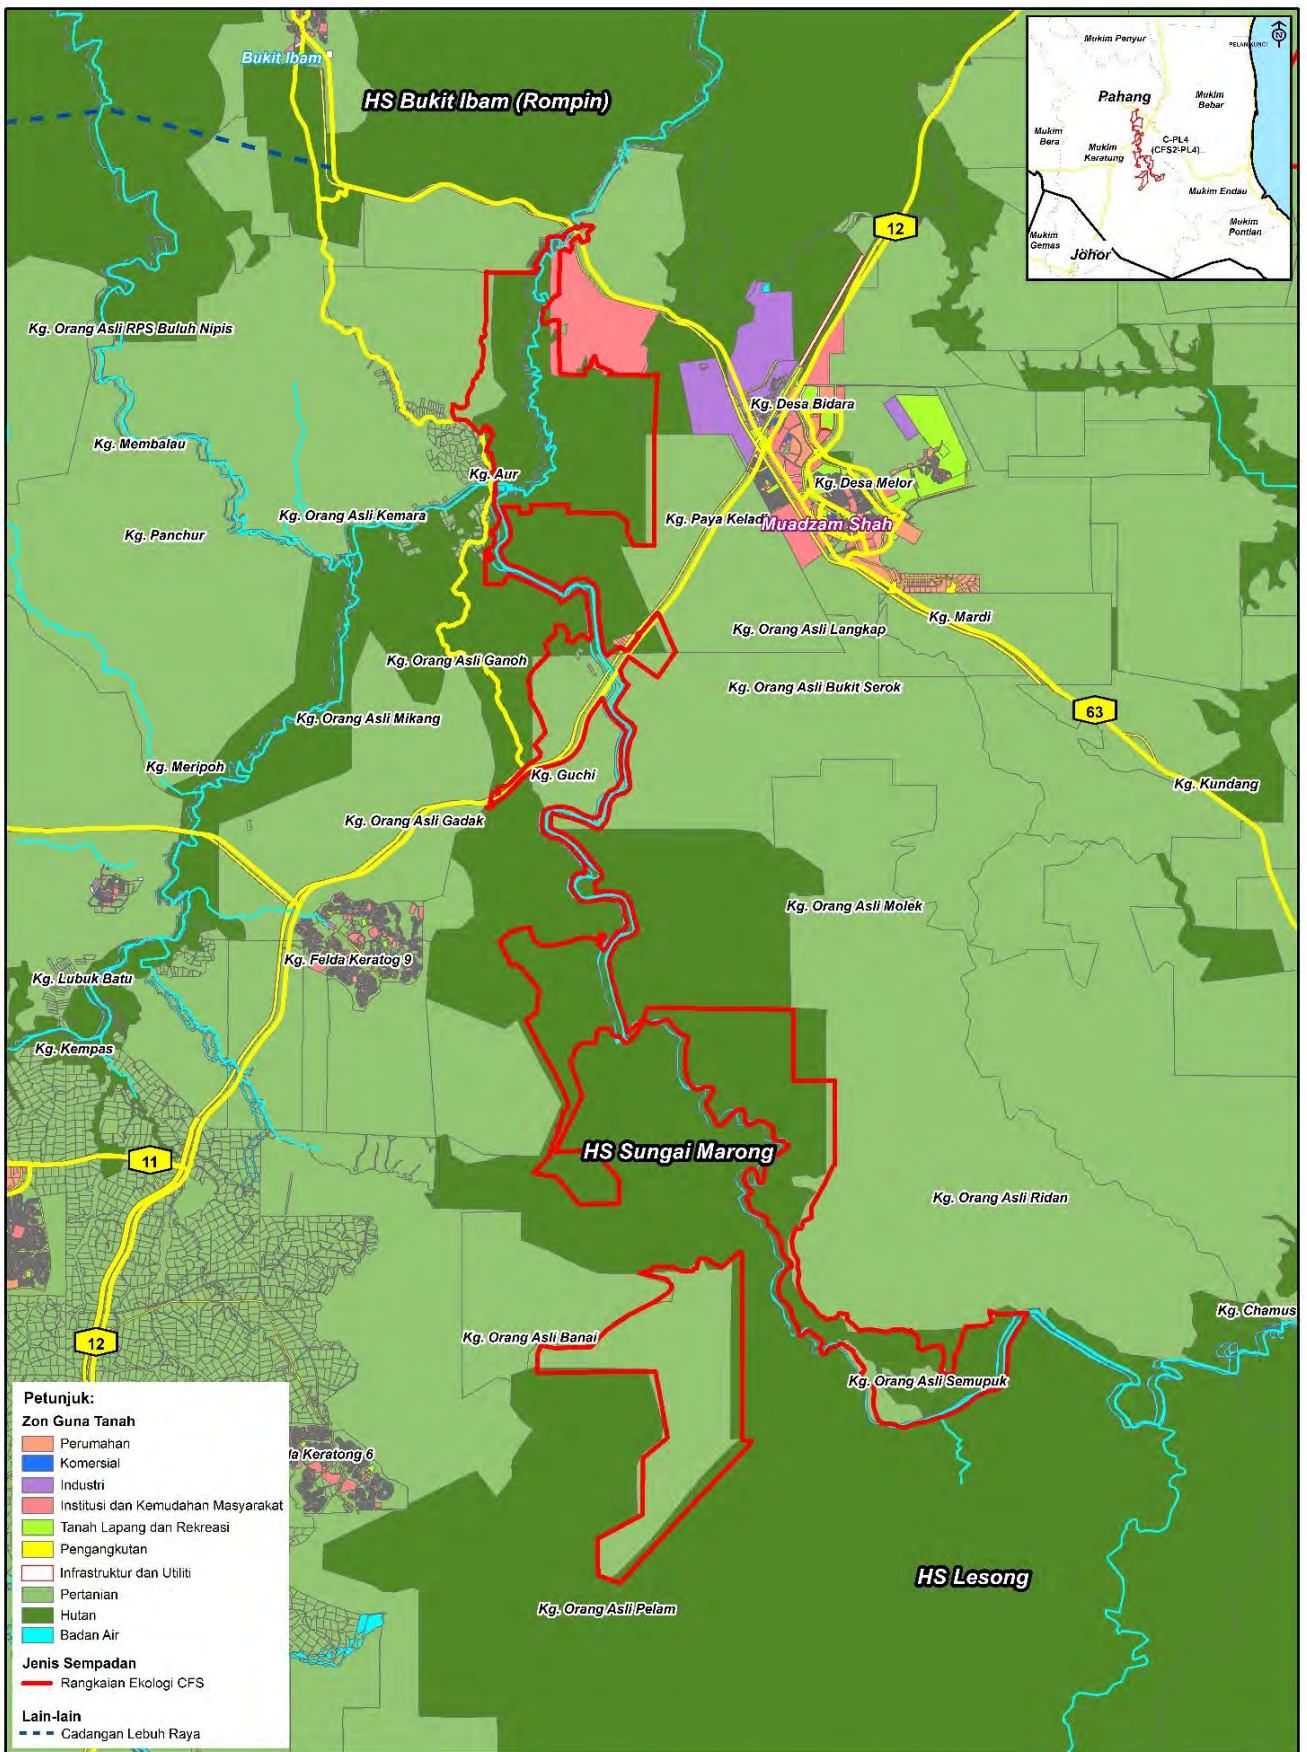 Bukit Ibam
HS Bukit Ibam (Rompin)
PELAN KUNCI
N
Mukim Penyur
Pahang
Mukim
Bebar
Mukim
Bera
Mukim
Keratung
C-PL4
(CFS2-PL4)
Mukim Endau
Mukim
Pontian
Mukim
Gemas
Johor
12
Kg. Orang Asli RPS Buluh Nipis
Kg. Desa Bidara
Kg. Membalau
Kg. Aur
Kg. Desa Melor
Kg. Orang Asli Kemara
Kg. Paya Kelad
Muadzam Shah
Kg. Panchur
Kg. Mardi
Kg. Orang Asli Langkap
Kg. Orang Asli Ganoh
Kg. Orang Asli Bukit Serok
Kg. Orang Asli Mikang
63
Kg. Meripoh
Kg. Guchi
Kg. Kundang
Kg. Orang Asli Gadak
Kg. Orang Asli Molek
Kg. Felda Keratog 9
Kg. Lubuk Batu
Kg. Kempas
HS Sungai Marong
11
Kg. Orang Asli Ridan
Kg. Chamus
Kg. Orang Asli Banai
12
Kg. Orang Asli Semupuk
da Keratong 6
HS Lesong
Kg. Orang Asli Pelam
Petunjuk:
Zon Guna Tanah
Perumahan
Komersial
Industri
Institusi dan Kemudahan Masyarakat
Tanah Lapang dan Rekreasi
Pengangkutan
Infrastruktur dan Utiliti
Pertanian
Hutan
Badan Air
Jenis Sempadan
Rangkaian Ekologi CFS
Lain-lain
Cadangan Lebuh Raya